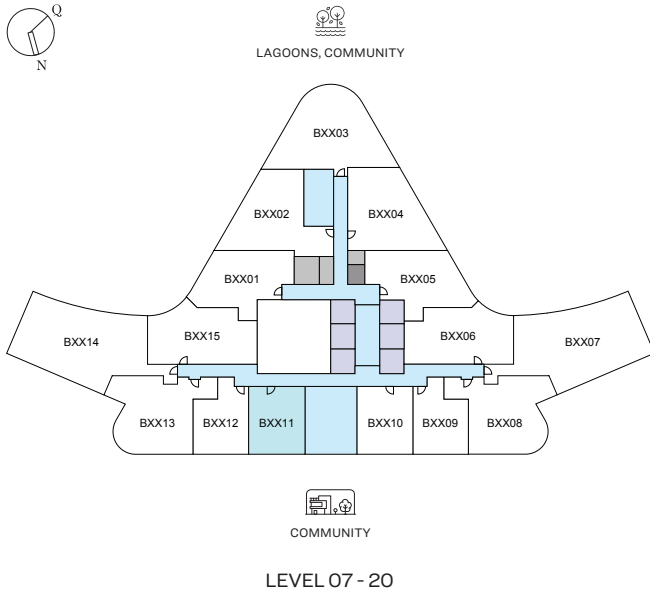 Q
N
LAGOONS, COMMUNITY
BXX03
BXX02
BXX04
BXX01
BXX05
BXX14
BXX15
BXX06
BXX07
BXX13
BXX12
BXX11
BXX10
BXX09
BXX08
COMMUNITY
LEVEL 07 - 20